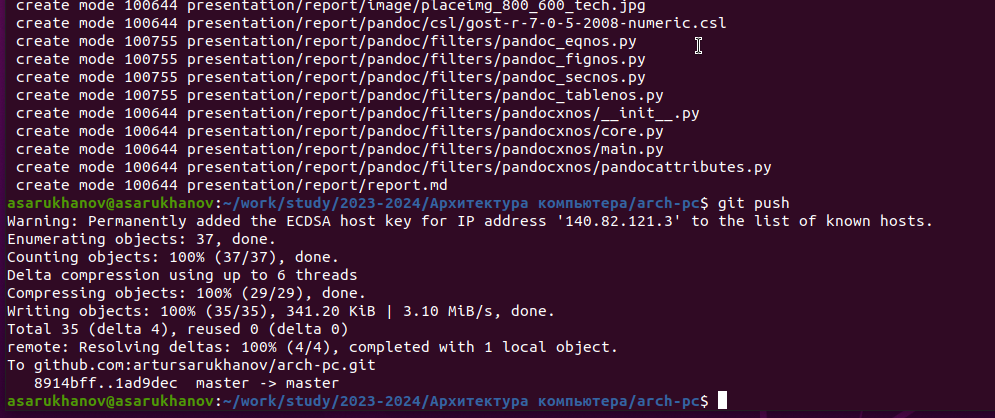 create mode 100644 presentation/report/image/placeimg_800_600_tech.jpg
create mode 100644 presentation/report/pandoc/csl/gost-r-7-0-5-2008-numeric.csl
create mode 100755 presentation/report/pandoc/filters/pandoc_eqnos.py
create mode 100755 presentation/report/pandoc/filters/pandoc_fignos.py
create mode 100755 presentation/report/pandoc/filters/pandoc_secnos.py
create mode 100755 presentation/report/pandoc/filters/pandoc_tablenos.py
create mode 100644 presentation/report/pandoc/filters/pandocxnos/__init__.py
create mode 100644 presentation/report/pandoc/filters/pandocxnos/core.py
create mode 100644 presentation/report/pandoc/filters/pandocxnos/main.py
create mode 100644 presentation/report/pandoc/filters/pandocxnos/pandocattributes.py
create mode 100644 presentation/report/report.md
asarukhanov@asarukhanov:~/work/study/2023-2024/Архитектура компьютера/arch-pc$ git push
Warning: Permanently added the ECDSA host key for IP address '140.82.121.3' to the list of known hosts.
Enumerating objects: 37, done.
Counting objects: 100% (37/37), done.
Delta compression using up to 6 threads
Compressing objects: 100% (29/29), done.
Writing objects: 100% (35/35), 341.20 KiB | 3.10 MiB/s, done.
Total 35 (delta 4), reused 0 (delta 0)
remote: Resolving deltas: 100% (4/4), completed with 1 local object.
To github.com:artursarukhanov/arch-pc.git
   8914bff..1ad9dec  master -> master
asarukhanov@asarukhanov:~/work/study/2023-2024/Архитектура компьютера/arch-pc$